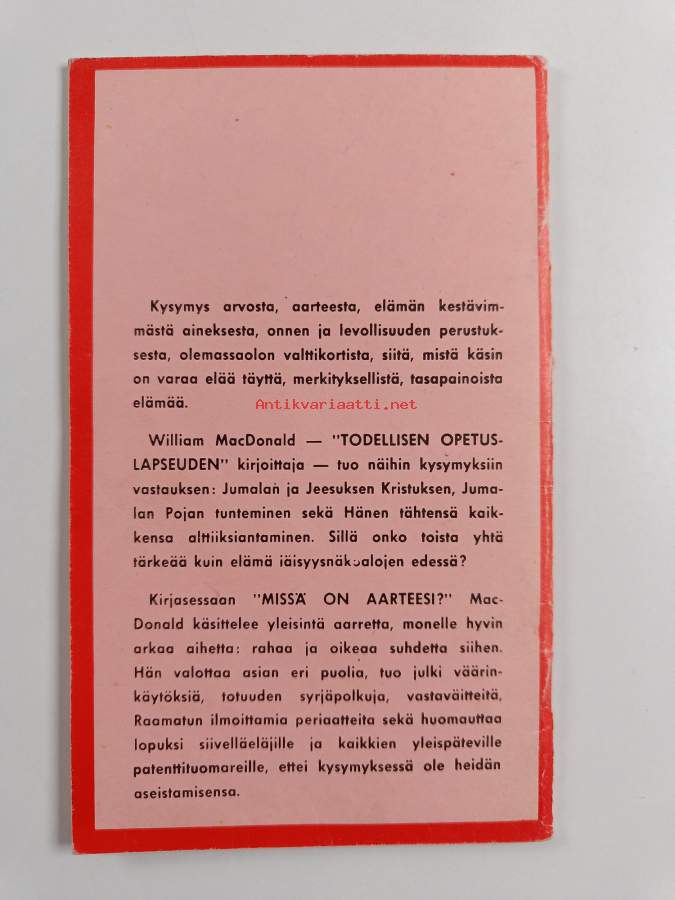 Kysymys arvosta, aarteesta, elämän kestävim-
mästä aineksesta, onnen ja levollisuuden perustuk-
sesta, olemassaolon valttikortista, siitä, mistä käsin
on varaa elää täyttä, merkityksellistä, tasapainoista
elämää.
Antikvariaatti.net
William MacDonald — "TODELLISEN OPETUS-
LAPSEUDEN" kirjoittaja — tuo näihin kysymyksiin
vastauksen: Jumalan ja Jeesuksen Kristuksen, Juma-
lan Pojan tunteminen sekä Hänen tähtensä kaik-
kensa alttiiksiantaminen. Sillä onko toista yhtä
tärkeää kuin elämä iäisyysnäkoalojen edessä?
Kirjasessaan "MISSÄ ON AARTEESI?" Mac-
Donald käsittelee yleisintä aarretta, monelle hyvin
arkaa aihetta: rahaa ja oikeaa suhdetta siihen.
Hän valottaa asian eri puolia, tuo julki väärin-
käytöksiä, totuuden syrjäpolkuja, vastaväitteitä,
Raamatun ilmoittamia periaatteita sekä huomauttaa
lopuksi siivelläeläjille ja kaikkien yleispäteville
patenttituomareille, ettei kysymyksessä ole heidän
aseistamisensa.